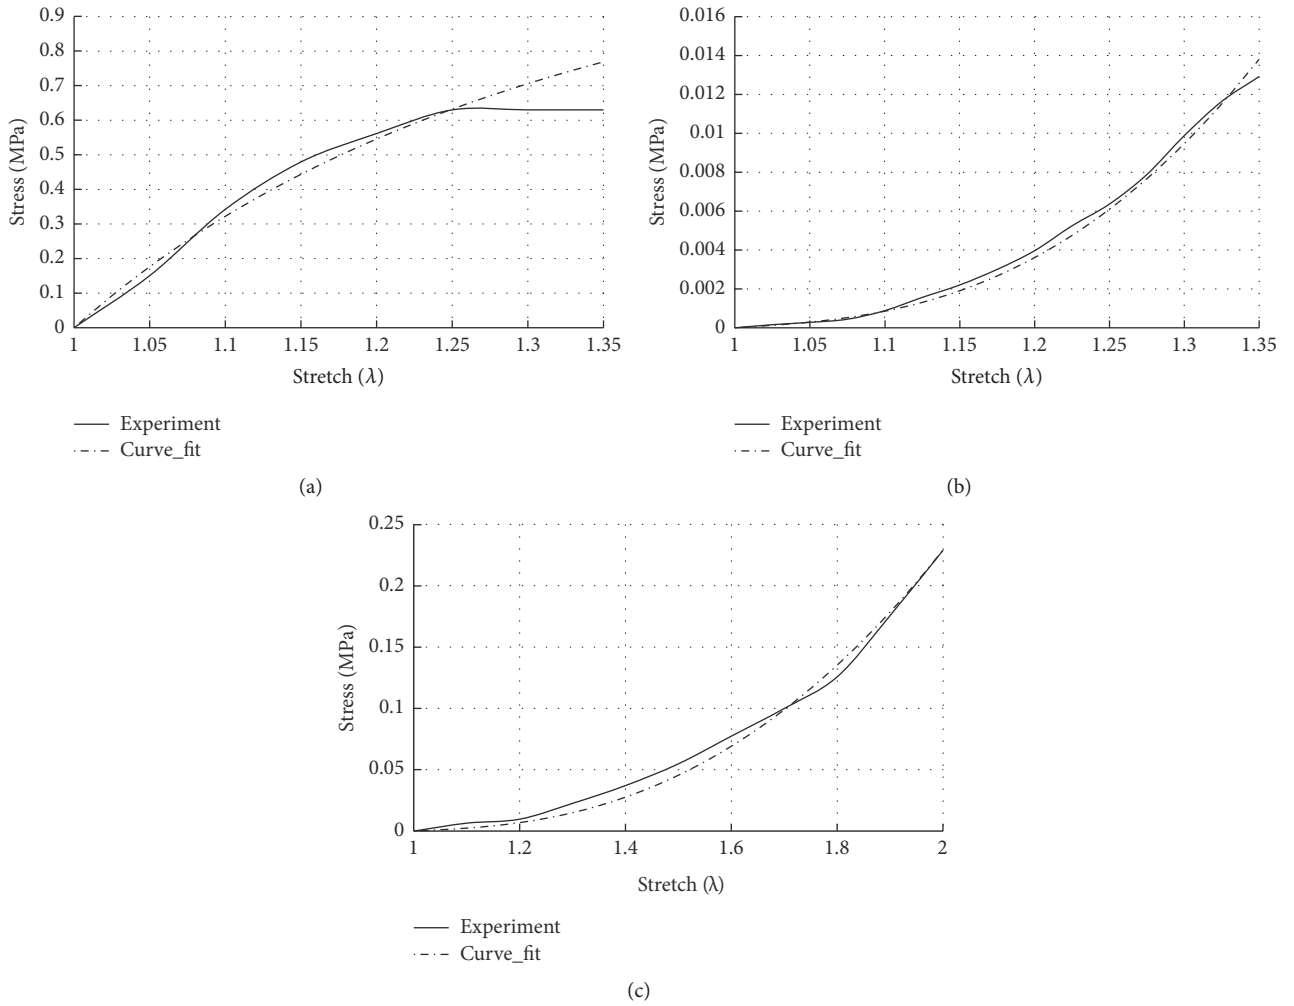 0.9
0.8
0.7
0.6
0.5
0.4
0.3
0.2
0.1
0
Stress (MPa)
1 1.05 1.1 1.15 1.2 1.25 1.3 1.35
Stretch (λ)
Experiment
Curve_fit
(a)
0.016
0.014
0.012
0.01
0.008
0.006
0.004
0.002
0
Stress (MPa)
1 1.05 1.1 1.15 1.2 1.25 1.3 1.35
Stretch (λ)
Experiment
Curve_fit
(b)
0.25
0.2
0.15
0.1
0.05
0
Stress (MPa)
1 1.2 1.4 1.6 1.8 2
Stretch (λ)
Experiment
Curve_fit
(c)